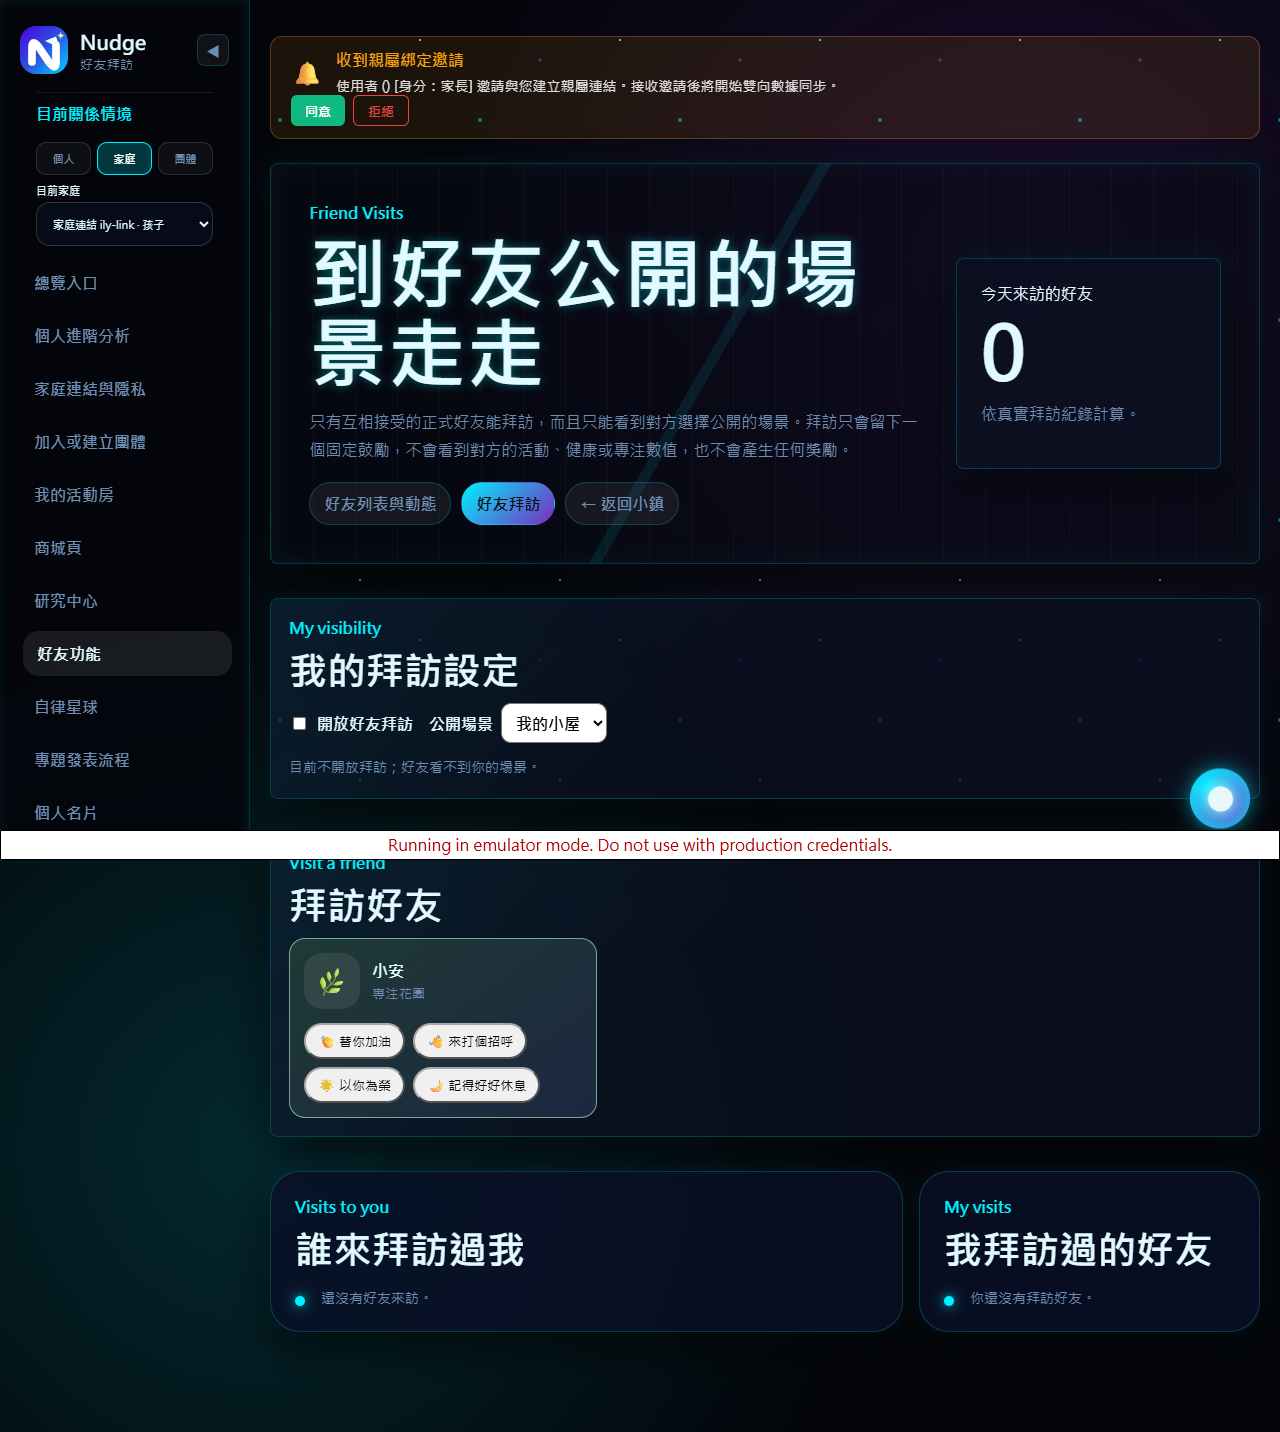 Nudge
好友拜訪
◀
目前關係情境
個人
家庭
團體
目前家庭
家庭連結 ily-link · 孩子
總覽入口
個人進階分析
家庭連結與隱私
加入或建立團體
我的活動房
商城頁
研究中心
好友功能
自律星球
專題發表流程
個人名片
收到親屬綁定邀請
使用者 () [身分：家長] 邀請與您建立親屬連結。接收邀請後將開始雙向數據同步。
同意
拒絕
Friend Visits
到好友公開的場
景走走
只有互相接受的正式好友能拜訪，而且只能看到對方選擇公開的場景。拜訪只會留下一
個固定鼓勵，不會看到對方的活動、健康或專注數值，也不會產生任何獎勵。
好友列表與動態
好友拜訪
← 返回小鎮
今天來訪的好友
0
依真實拜訪紀錄計算。
My visibility
我的拜訪設定
開放好友拜訪
公開場景
我的小屋
目前不開放拜訪；好友看不到你的場景。
Running in emulator mode. Do not use with production credentials.
Visit a friend
拜訪好友
小安
專注花園
替你加油
來打個招呼
以你為榮
記得好好休息
Visits to you
誰來拜訪過我
還沒有好友來訪。
My visits
我拜訪過的好友
你還沒有拜訪好友。